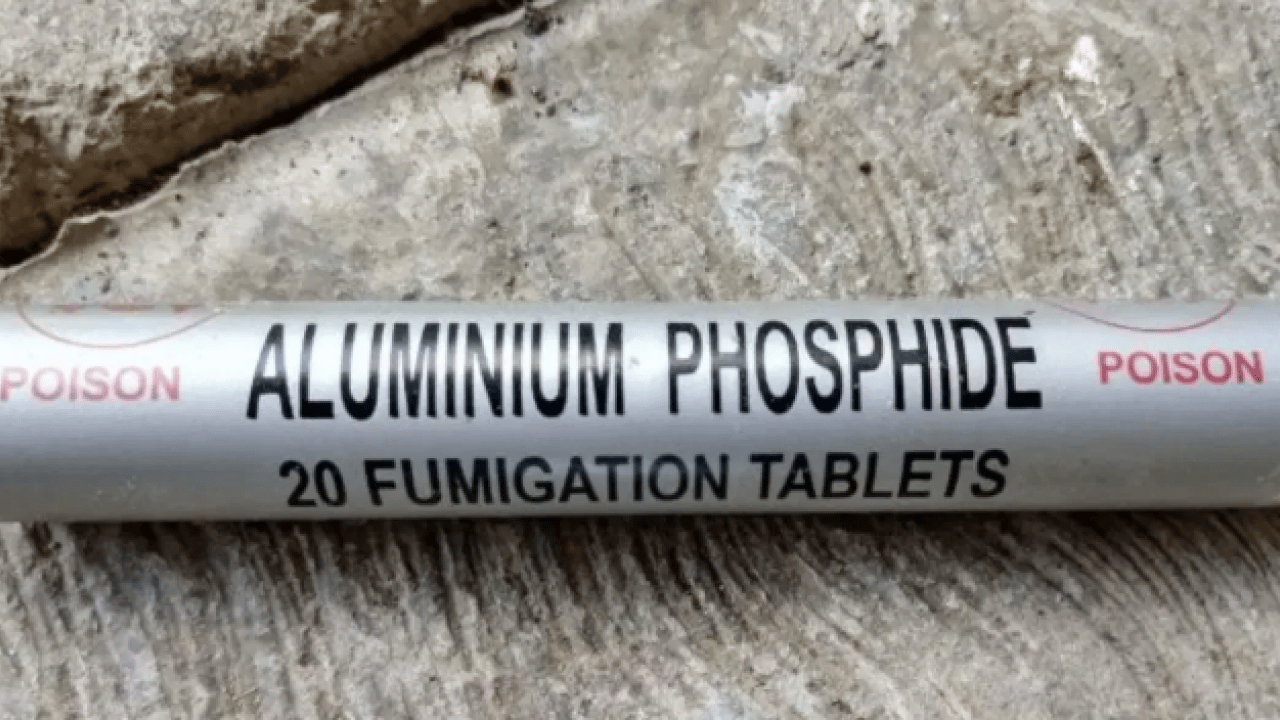 POISON
ALUMINIUM PHOSPHIDE
POISON
20 FUMIGATION TABLETS